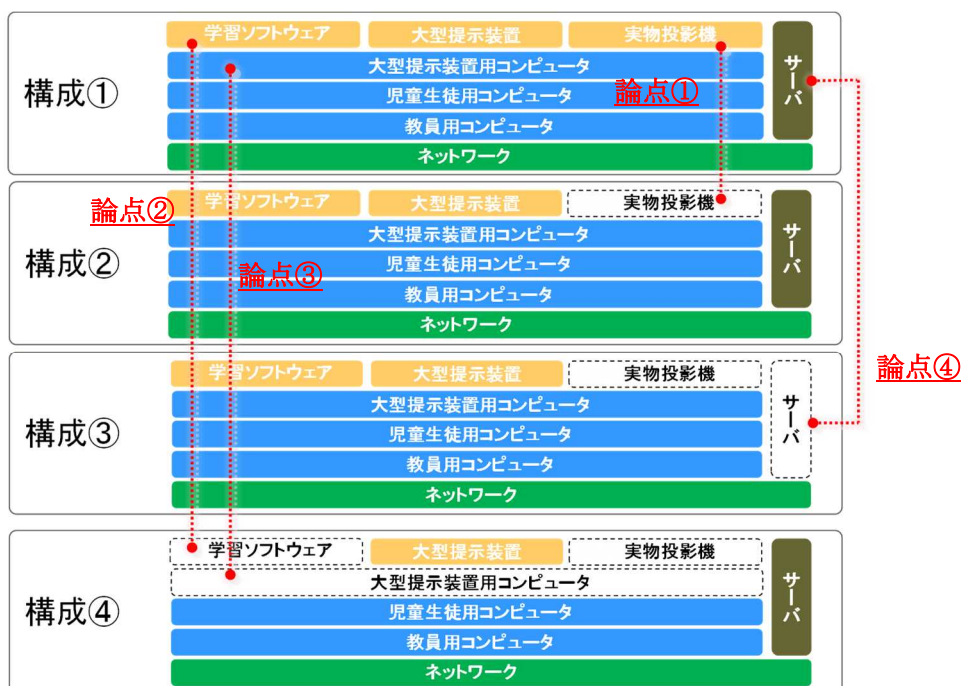 構成①
学習ソフトウェア 大型提示装置 実物投影機
大型提示装置用コンピュータ
児童生徒用コンピュータ
教員用コンピュータ
ネットワーク
サーバ
論点①
構成②
学習ソフトウェア 大型提示装置 実物投影機
大型提示装置用コンピュータ
児童生徒用コンピュータ
教員用コンピュータ
ネットワーク
サーバ
論点②
論点③
構成③
学習ソフトウェア 大型提示装置 実物投影機
大型提示装置用コンピュータ
児童生徒用コンピュータ
教員用コンピュータ
ネットワーク
サーバ
論点④
構成④
学習ソフトウェア 大型提示装置 実物投影機
大型提示装置用コンピュータ
児童生徒用コンピュータ
教員用コンピュータ
ネットワーク
サーバ